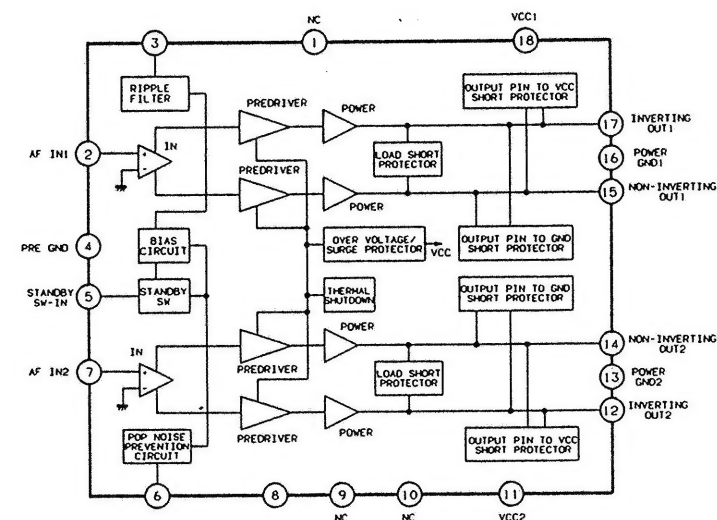 NC
VCC1
3
1
18
RIPPLE
FILTER
OUTPUT PIN TO VCC
SHORT PROTECTOR
PREDRIVER
POWER
17
INVERTING
OUT1
AF IN1
2
IN
LOAD SHORT
PROTECTOR
16
POWER
GND1
PREDRIVER
POWER
15
NON-INVERTING
OUT1
PRE GND
4
BIAS
CIRCUIT
OVER VOLTAGE/
SURGE PROTECTOR
VCC
OUTPUT PIN TO GND
SHORT PROTECTOR
STANDBY
SW-IN
5
STANDBY
SW
THERMAL
SHUTDOWN
OUTPUT PIN TO GND
SHORT PROTECTOR
POWER
14
NON-INVERTING
OUT2
AF IN2
7
IN
PREDRIVER
LOAD SHORT
PROTECTOR
13
POWER
GND2
12
INVERTING
OUT2
POP NOISE
PREVENTION
CIRCUIT
PREDRIVER
POWER
OUTPUT PIN TO VCC
SHORT PROTECTOR
6
8
9
10
11
NC
NC
VCC2